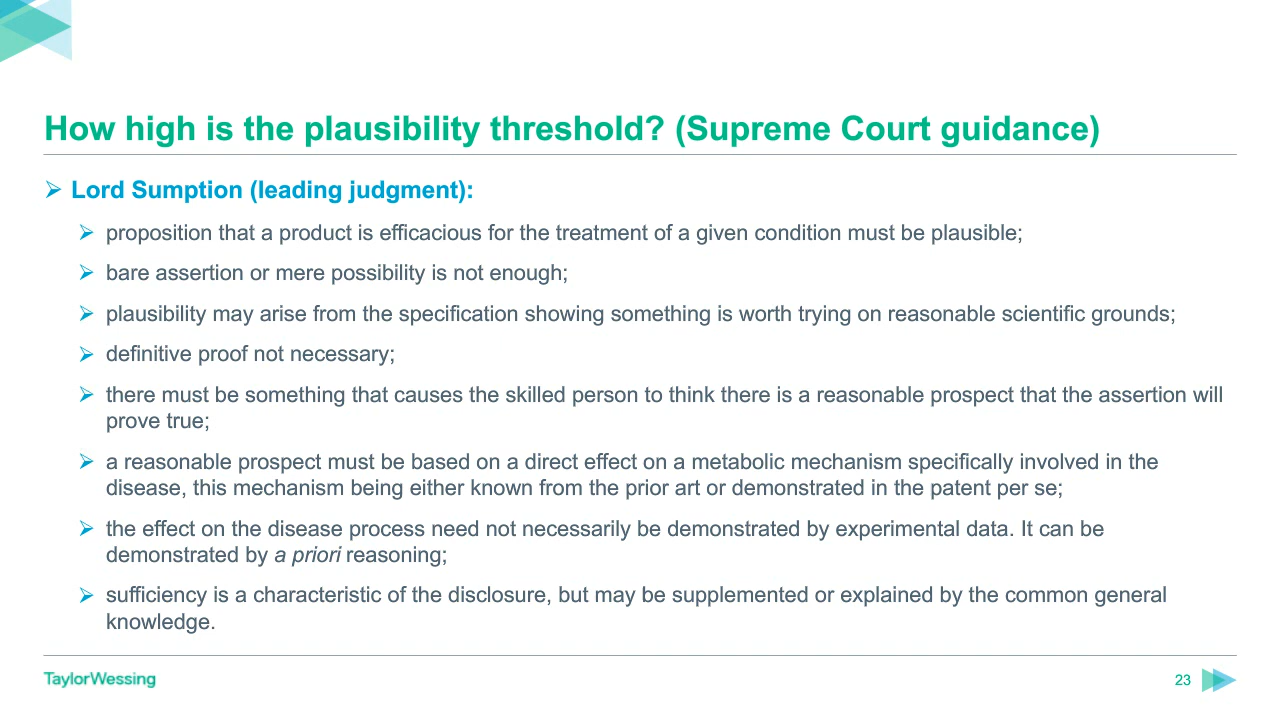 How high is the plausibility threshold? (Supreme Court guidance)
Lord Sumption (leading judgment):
proposition that a product is efficacious for the treatment of a given condition must be plausible;
bare assertion or mere possibility is not enough;
plausibility may arise from the specification showing something is worth trying on reasonable scientific grounds;
definitive proof not necessary;
there must be something that causes the skilled person to think there is a reasonable prospect that the assertion will
prove true;
a reasonable prospect must be based on a direct effect on a metabolic mechanism specifically involved in the
disease, this mechanism being either known from the prior art or demonstrated in the patent per se;
the effect on the disease process need not necessarily be demonstrated by experimental data. It can be
demonstrated by a priori reasoning;
sufficiency is a characteristic of the disclosure, but may be supplemented or explained by the common general
knowledge.
TaylorWessing
23